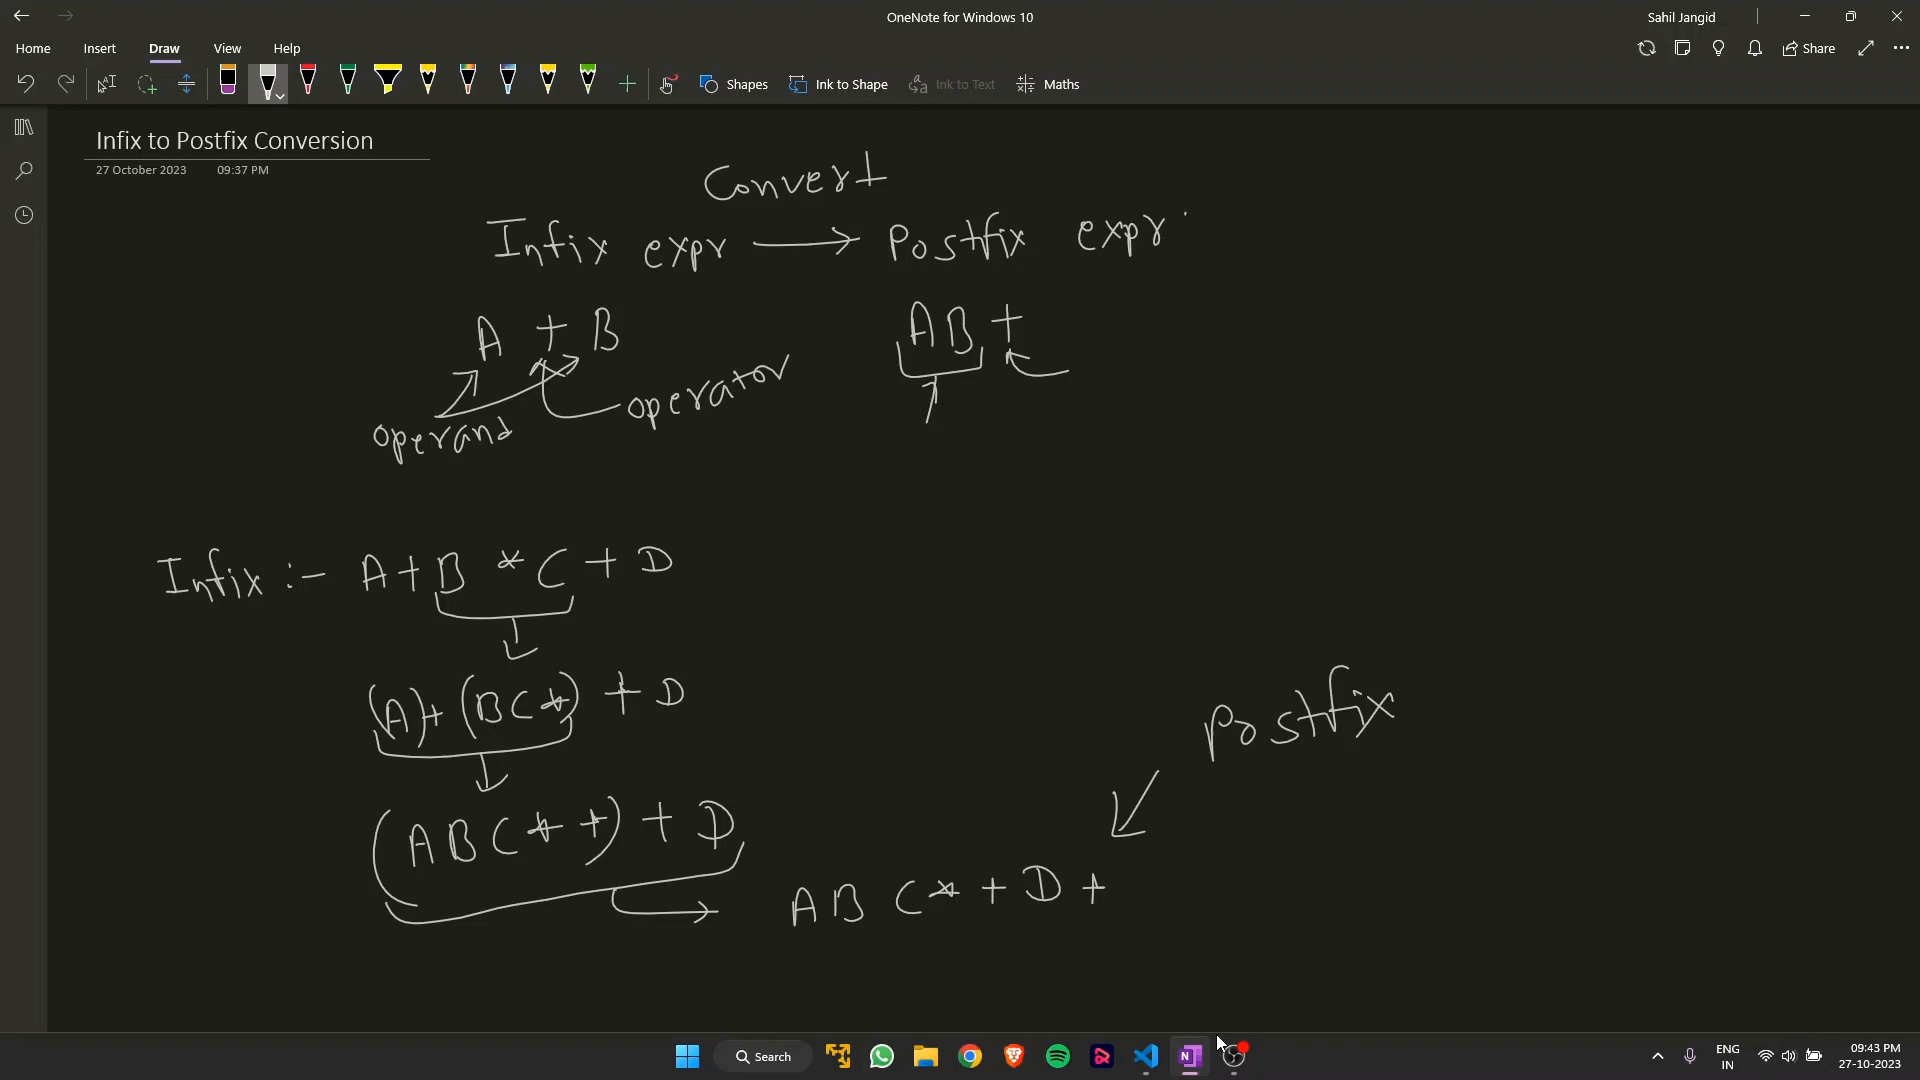 OneNote for Windows 10
Sahil Jangid
Home Insert Draw View Help
Share
Shapes Ink to Shape Ink to Text Maths
Infix to Postfix Conversion
27 October 2023 09:37 PM
Convert
Infix expr → Postfix expr
A + B
AB +
operator
operand
Infix :- A+B * C + D
(A)+ (BC*) + D
Postfix
(ABC*+) + D
ABC*+D+
Search
ENG
IN
09:43 PM
27-10-2023